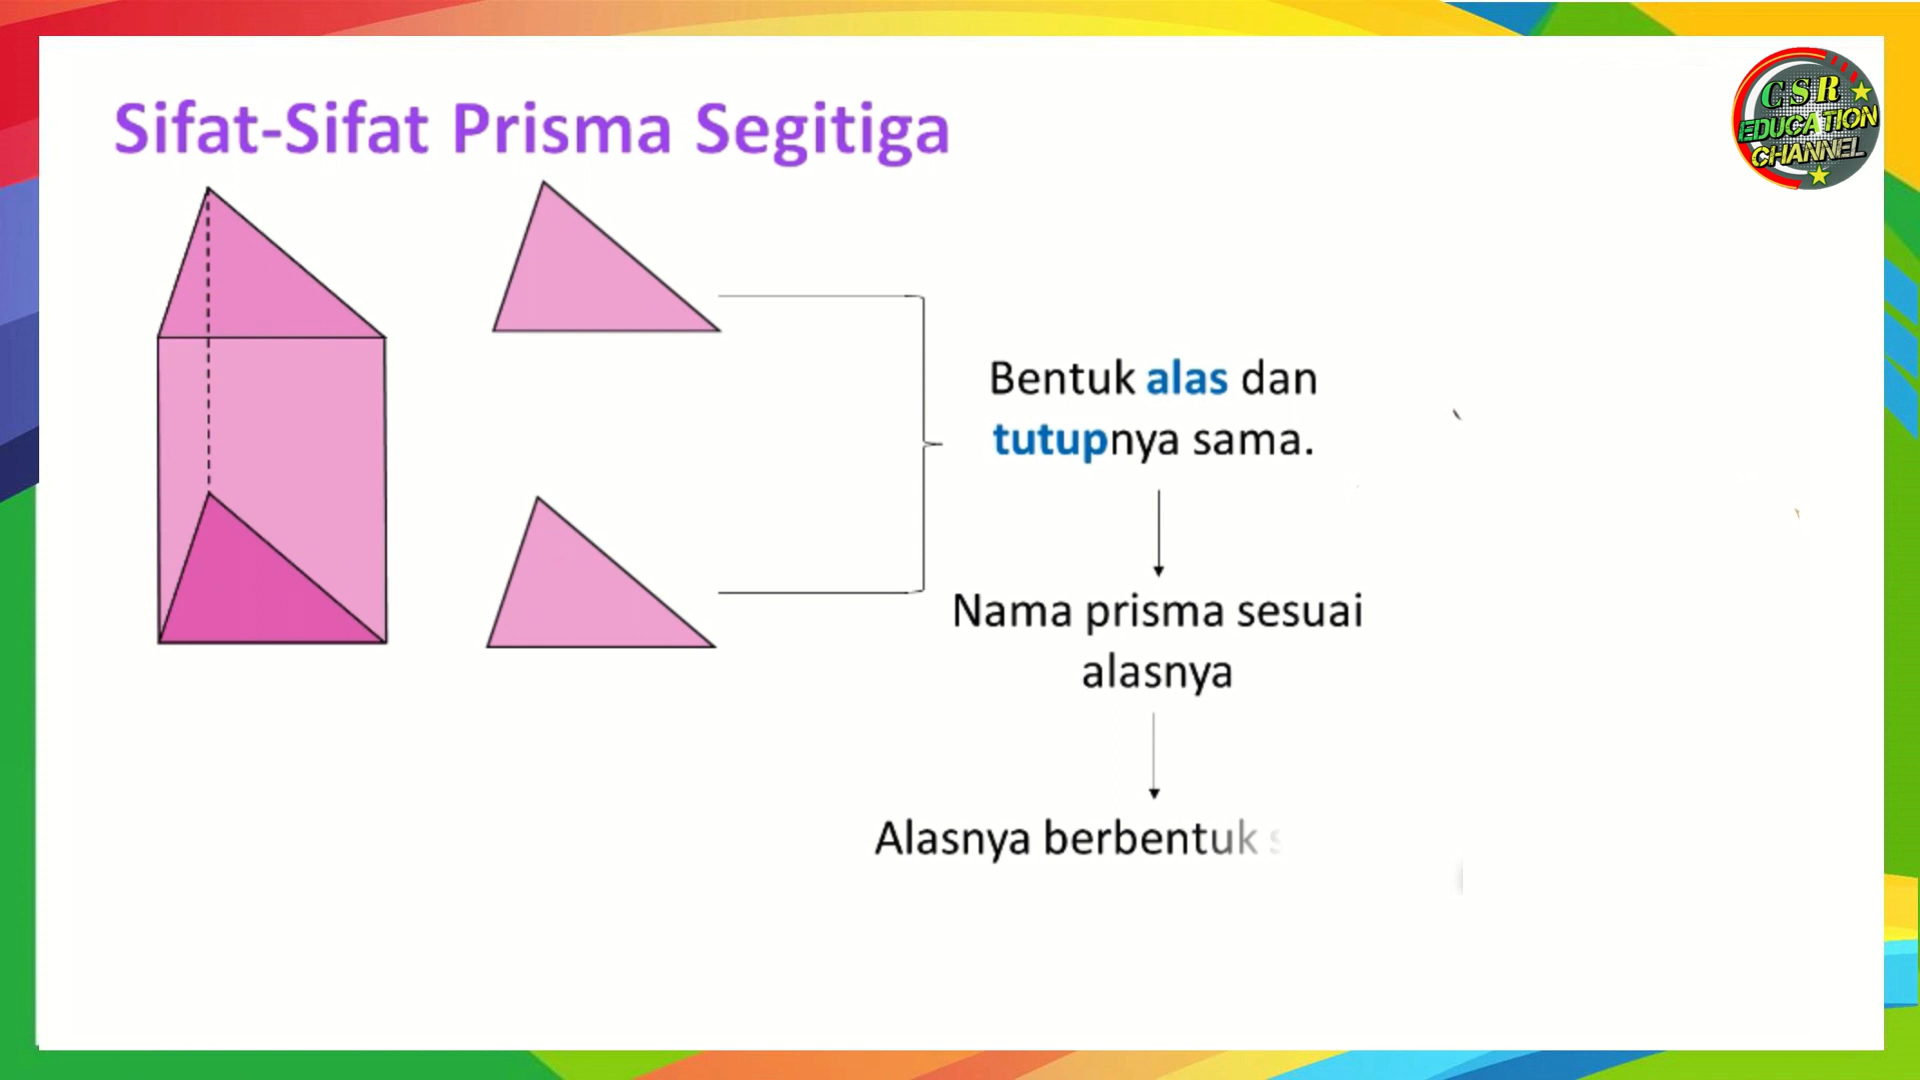 Sifat-Sifat Prisma Segitiga
CSR
EDUCATION
CHANNEL
Bentuk alas dan
tutupnya sama.
Nama prisma sesuai
alasnya
Alasnya berbentuk